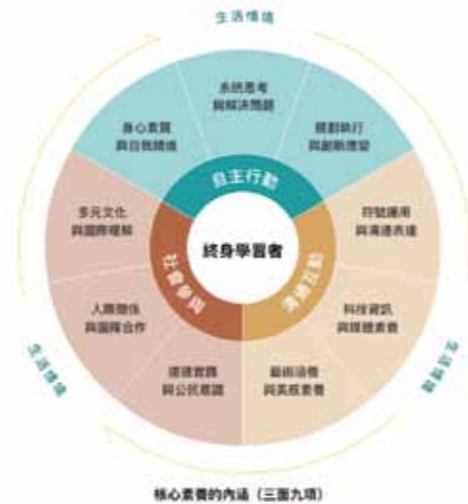 生活情境
系統思考
與解決問題
身心素質
與自我精進
規劃執行
與創新應變
自主行動
多元文化
與國際理解
符號運用
與溝通表達
終身學習者
社會參與
溝通互動
人際關係
與團隊合作
科技資訊
與媒體素養
生活情境
生活情境
道德實踐
與公民意識
藝術涵養
與美感素養
核心素養的內涵（三面九項）